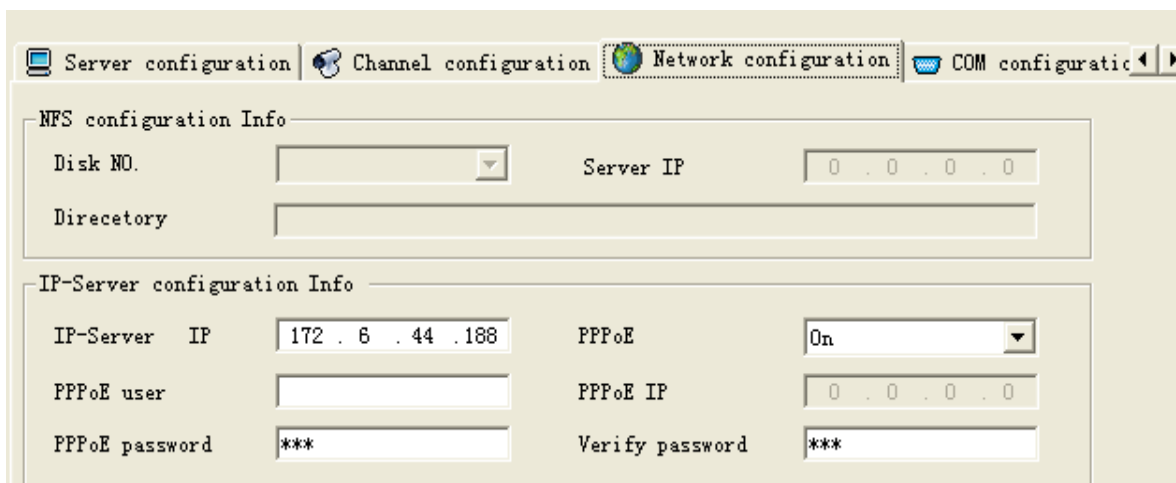 Server configuration Channel configuration Network configuration COM configuratic
NFS configuration Info
Disk NO. Server IP 0 . 0 . 0 . 0
Direcetory
IP-Server configuration Info
IP-Server IP 172 . 6 . 44 .188 PPPoE On
PPPoE user PPPoE IP 0 . 0 . 0 . 0
PPPoE password *** Verify password ***